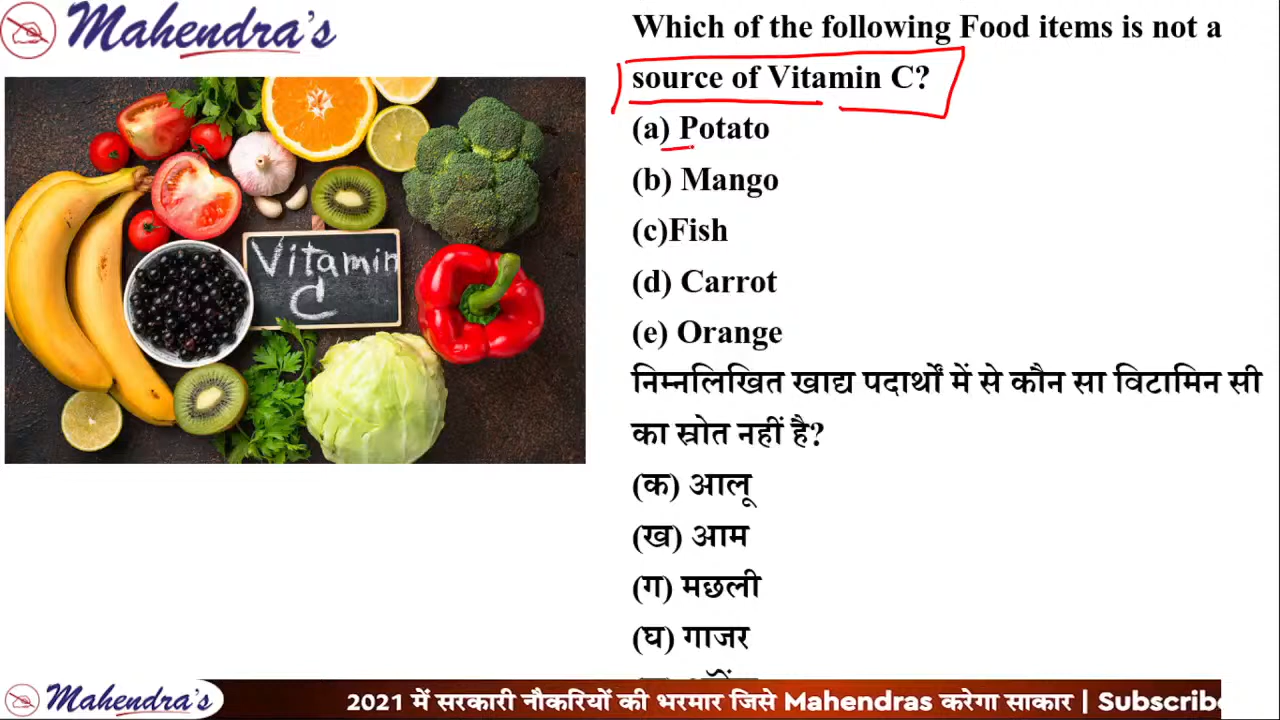 Mahendra's
Which of the following Food items is not a
source of Vitamin C?
(a) Potato
(b) Mango
(c)Fish
(d) Carrot
(e) Orange
Vitamin
C
निम्नलिखित खाद्य पदार्थों में से कौन सा विटामिन सी
का स्रोत नहीं है?
(क) आलू
(ख) आम
(ग) मछली
(घ) गाजर
Mahendra's
2021 में सरकारी नौकरियों की भरमार जिसे Mahendras करेगा साकार | Subscribe